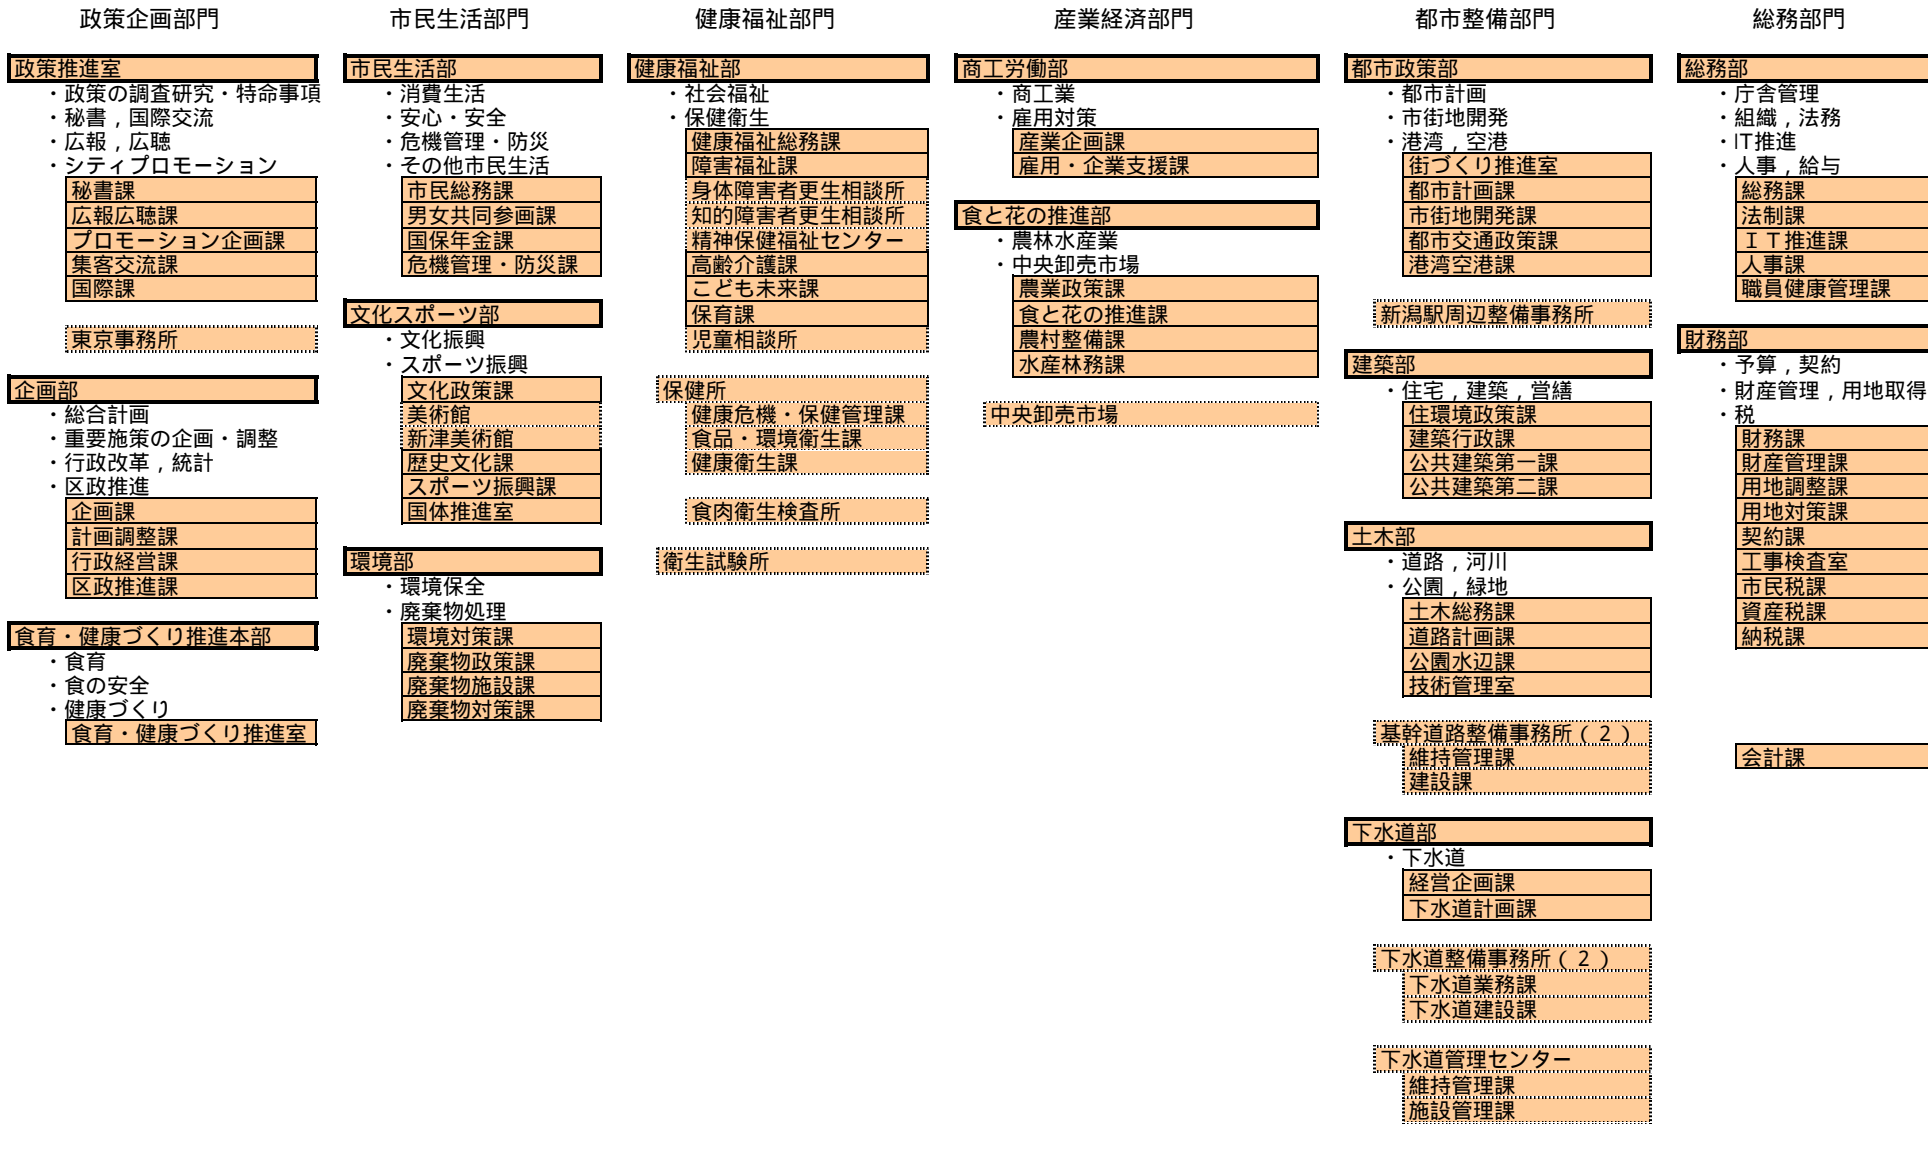 政策企画部門
政策推進室
・政策の調査研究・特命事項
・秘書，国際交流
・広報，広聴
・シティプロモーション
秘書課
広報広聴課
プロモーション企画課
集客交流課
国際課
東京事務所
企画部
・総合計画
・重要施策の企画・調整
・行政改革，統計
・区政推進
企画課
計画調整課
行政経営課
区政推進課
食育・健康づくり推進本部
・食育
・食の安全
・健康づくり
食育・健康づくり推進室
市民生活部門
市民生活部
・消費生活
・安心・安全
・危機管理・防災
・その他市民生活
市民総務課
男女共同参画課
国保年金課
危機管理・防災課
文化スポーツ部
・文化振興
・スポーツ振興
文化政策課
美術館
新津美術館
歴史文化課
スポーツ振興課
国体推進室
環境部
・環境保全
・廃棄物処理
環境対策課
廃棄物政策課
廃棄物施設課
廃棄物対策課
健康福祉部門
健康福祉部
・社会福祉
・保健衛生
健康福祉総務課
障害福祉課
身体障害者更生相談所
知的障害者更生相談所
精神保健福祉センター
高齢介護課
こども未来課
保育課
児童相談所
保健所
健康危機・保健管理課
食品・環境衛生課
健康衛生課
食肉衛生検査所
衛生試験所
産業経済部門
商工労働部
・商工業
・雇用対策
産業企画課
雇用・企業支援課
食と花の推進部
・農林水産業
・中央卸売市場
農業政策課
食と花の推進課
農村整備課
水産林務課
中央卸売市場
都市整備部門
都市政策部
・都市計画
・市街地開発
・港湾，空港
街づくり推進室
都市計画課
市街地開発課
都市交通政策課
港湾空港課
新潟駅周辺整備事務所
建築部
・住宅，建築，営繕
住環境政策課
建築行政課
公共建築第一課
公共建築第二課
土木部
・道路，河川
・公園，緑地
土木総務課
道路計画課
公園水辺課
技術管理室
基幹道路整備事務所（２）
維持管理課
建設課
下水道部
・下水道
経営企画課
下水道計画課
下水道整備事務所（２）
下水道業務課
下水道建設課
下水道管理センター
維持管理課
施設管理課
総務部門
総務部
・庁舎管理
・組織，法務
・IT推進
・人事，給与
総務課
法制課
ＩＴ推進課
人事課
職員健康管理課
財務部
・予算，契約
・財産管理，用地取得
・税
財務課
財産管理課
用地調整課
用地対策課
契約課
工事検査室
市民税課
資産税課
納税課
会計課